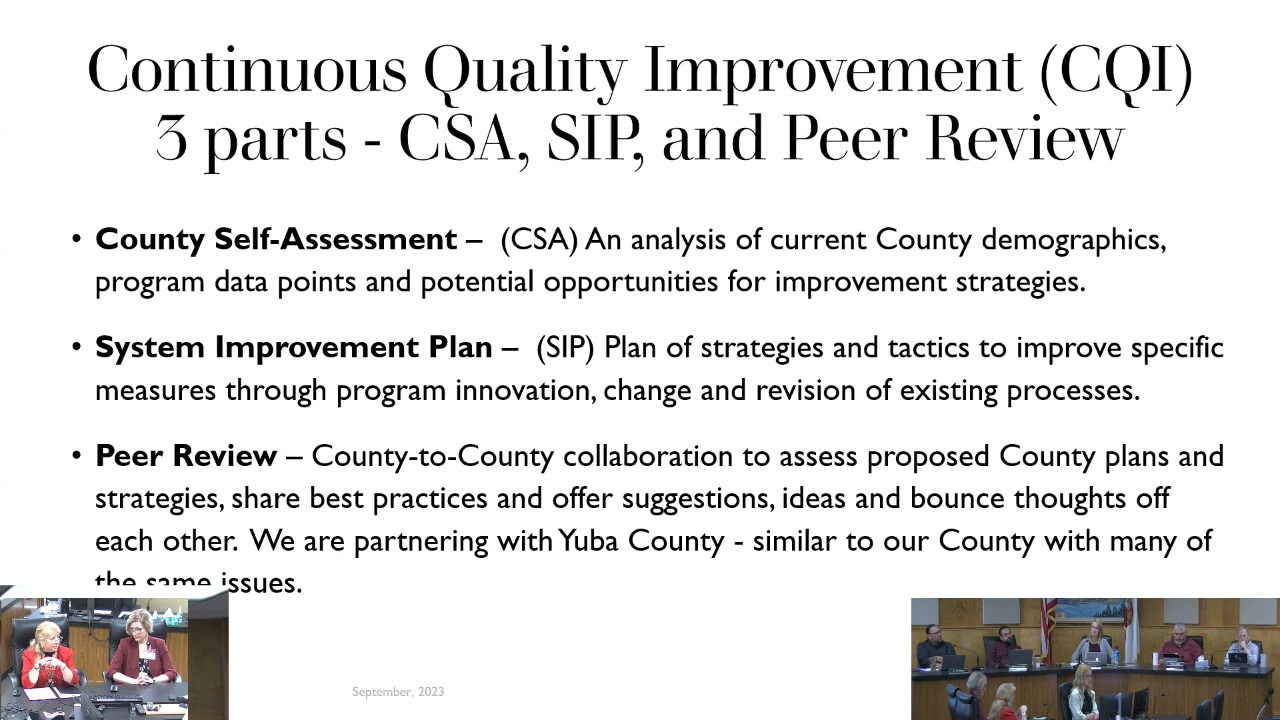 Continuous Quality Improvement (CQI)
3 parts - CSA, SIP, and Peer Review
• County Self-Assessment – (CSA) An analysis of current County demographics,
program data points and potential opportunities for improvement strategies.
• System Improvement Plan – (SIP) Plan of strategies and tactics to improve specific
measures through program innovation, change and revision of existing processes.
• Peer Review – County-to-County collaboration to assess proposed County plans and
strategies, share best practices and offer suggestions, ideas and bounce thoughts off
each other. We are partnering with Yuba County - similar to our County with many of
the same issues.
September, 2023